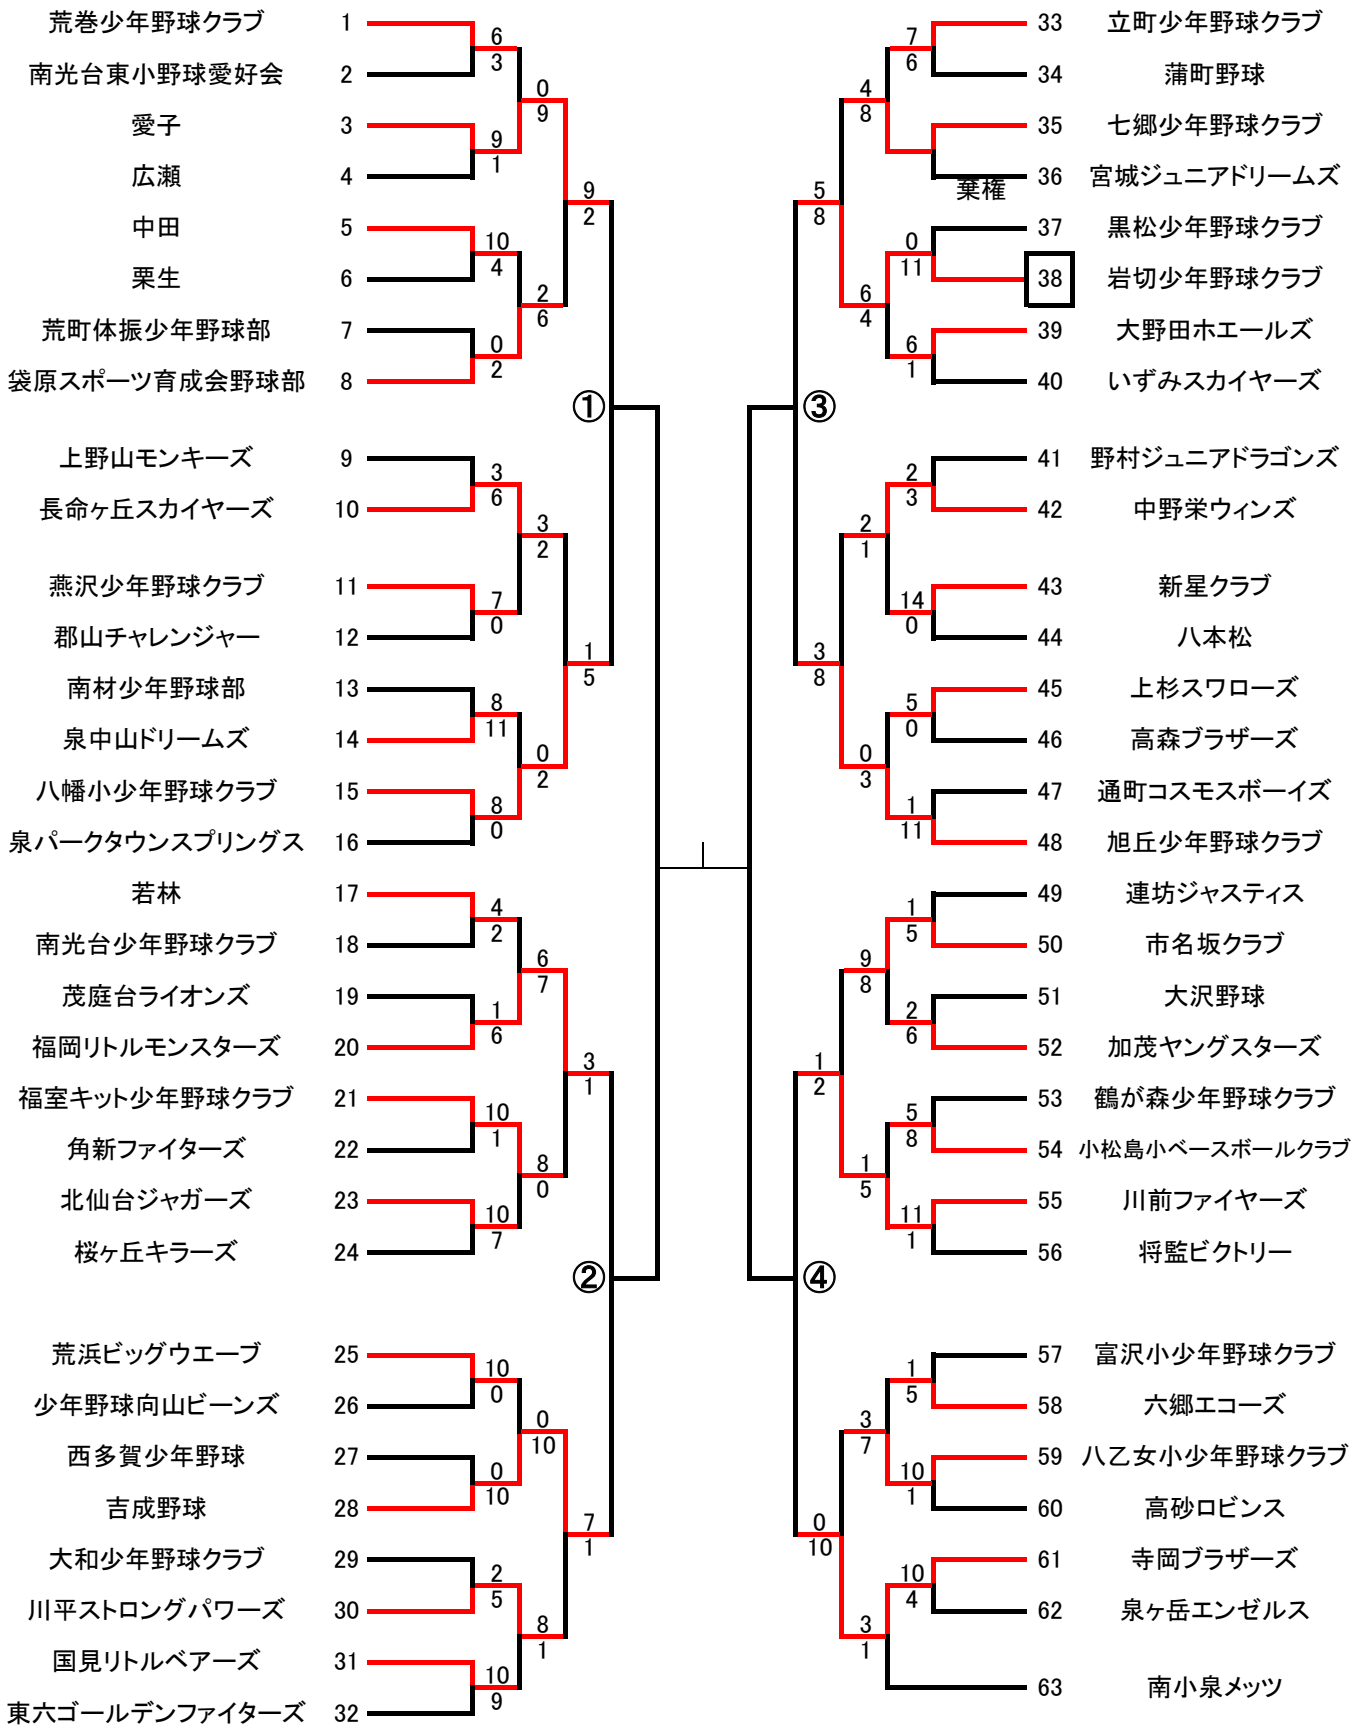 荒巻少年野球クラブ 1
南光台東小野球愛好会 2
愛子 3
広瀬 4
中田 5
栗生 6
荒町体振少年野球部 7
袋原スポーツ育成会野球部 8
上野山モンキーズ 9
長命ヶ丘スカイヤーズ 10
燕沢少年野球クラブ 11
郡山チャレンジャー 12
南材少年野球部 13
泉中山ドリームズ 14
八幡小少年野球クラブ 15
泉パークタウンスプリングス 16
若林 17
南光台少年野球クラブ 18
茂庭台ライオンズ 19
福岡リトルモンスターズ 20
福室キット少年野球クラブ 21
角新ファイターズ 22
北仙台ジャガーズ 23
桜ヶ丘キラーズ 24
荒浜ビッグウエーブ 25
少年野球向山ビーンズ 26
西多賀少年野球 27
吉成野球 28
大和少年野球クラブ 29
川平ストロングパワーズ 30
国見リトルベアーズ 31
東六ゴールデンファイターズ 32
6
3
9
1
10
4
0
2
3
6
7
0
8
11
8
0
4
2
1
6
10
1
10
7
10
0
0
10
2
5
10
9
0
9
2
6
3
2
0
2
6
7
8
0
0
10
8
1
9
2
1
5
3
1
7
1
①
②
③
④
5
8
3
8
1
2
0
10
4
8
6
4
2
1
0
3
9
8
1
5
3
7
3
1
7
6
棄権
0
11
6
1
2
3
14
0
5
0
1
11
1
5
2
6
5
8
11
1
1
5
10
1
10
4
33 立町少年野球クラブ
34 蒲町野球
35 七郷少年野球クラブ
36 宮城ジュニアドリームズ
37 黒松少年野球クラブ
38 岩切少年野球クラブ
39 大野田ホエールズ
40 いずみスカイヤーズ
41 野村ジュニアドラゴンズ
42 中野栄ウィンズ
43 新星クラブ
44 八本松
45 上杉スワローズ
46 高森ブラザーズ
47 通町コスモスボーイズ
48 旭丘少年野球クラブ
49 連坊ジャスティス
50 市名坂クラブ
51 大沢野球
52 加茂ヤングスターズ
53 鶴が森少年野球クラブ
54 小松島小ベースボールクラブ
55 川前ファイヤーズ
56 将監ビクトリー
57 富沢小少年野球クラブ
58 六郷エコーズ
59 八乙女小少年野球クラブ
60 高砂ロビンス
61 寺岡ブラザーズ
62 泉ヶ岳エンゼルス
63 南小泉メッツ